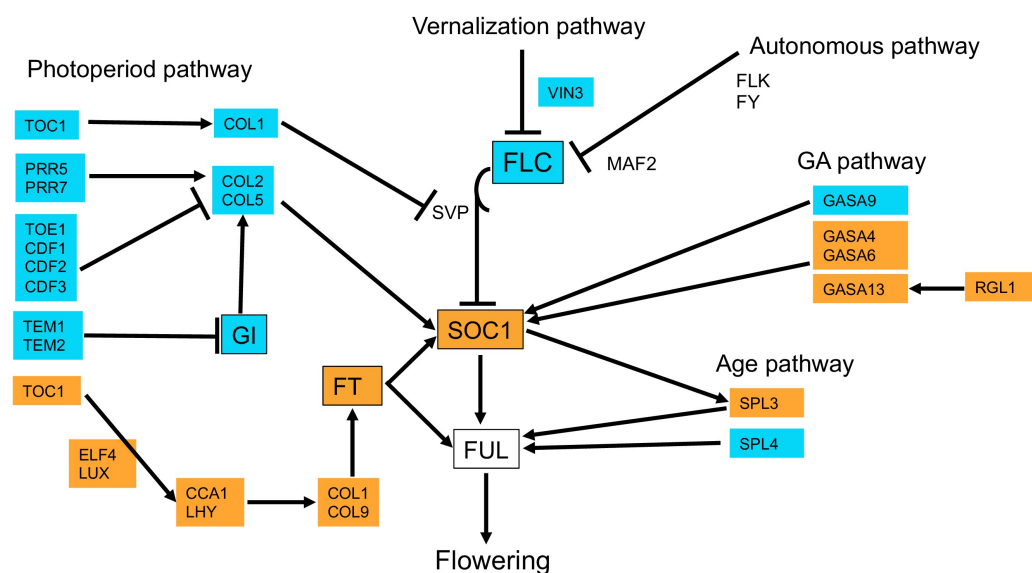 Vernalization pathway
Autonomous pathway
FLK
FY
Photoperiod pathway
VIN3
TOC1
COL1
FLC
MAF2
GA pathway
PRR5
PRR7
COL2
COL5
SVP
GASA9
TOE1
CDF1
CDF2
CDF3
GASA4
GASA6
GASA13
RGL1
TEM1
TEM2
GI
SOC1
Age pathway
TOC1
FT
SPL3
ELF4
LUX
FUL
SPL4
CCA1
LHY
COL1
COL9
Flowering